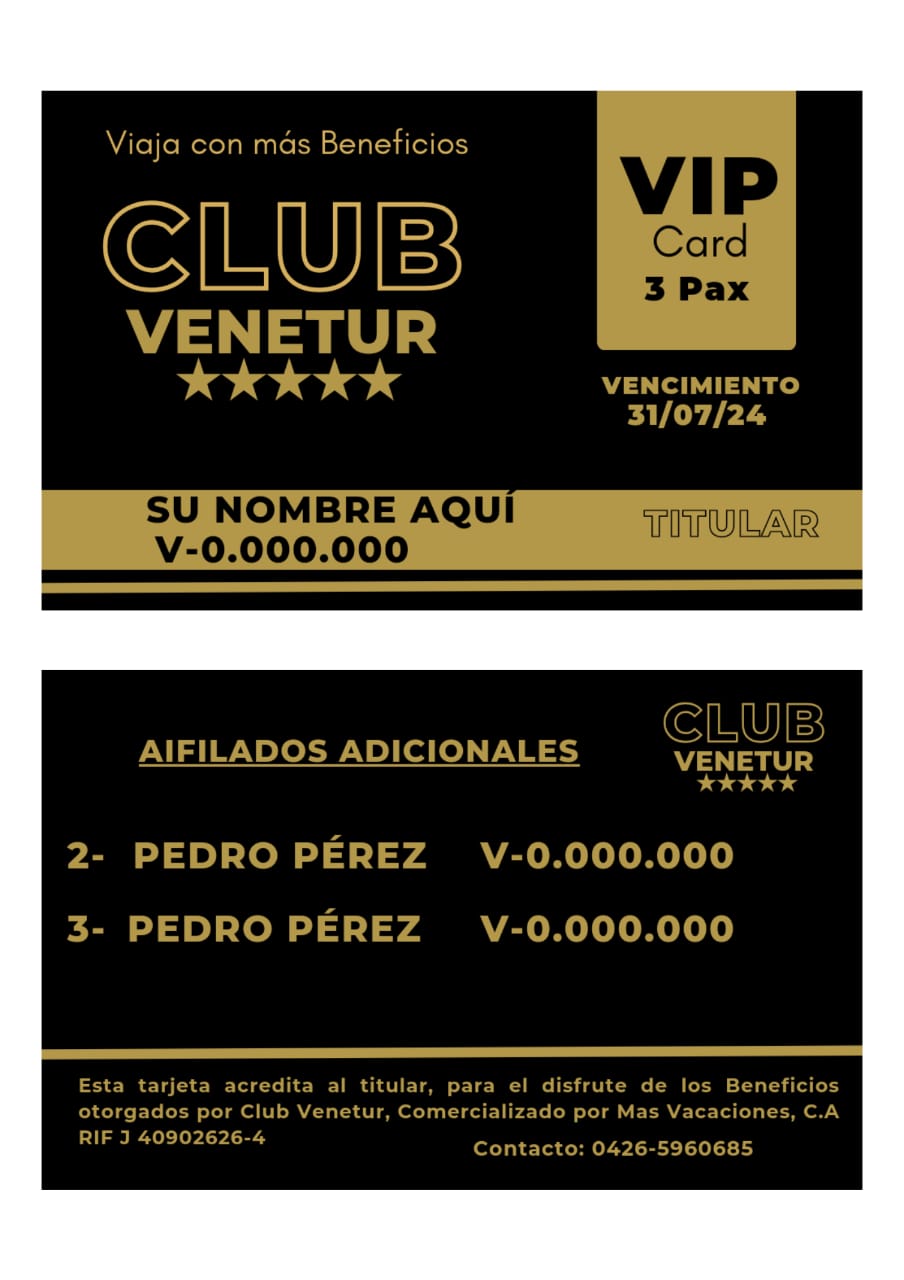 Viaja con más Beneficios
CLUB
VENETUR
VIP
Card
3 Pax
VENCIMIENTO
31/07/24
SU NOMBRE AQUÍ
V-0.000.000
TITULAR
AIFILADOS ADICIONALES
CLUB
VENETUR
2- PEDRO PÉREZ V-0.000.000
3- PEDRO PÉREZ V-0.000.000
Esta tarjeta acredita al titular, para el disfrute de los Beneficios
otorgados por Club Venetur, Comercializado por Mas Vacaciones, C.A
RIF J 40902626-4
Contacto: 0426-5960685